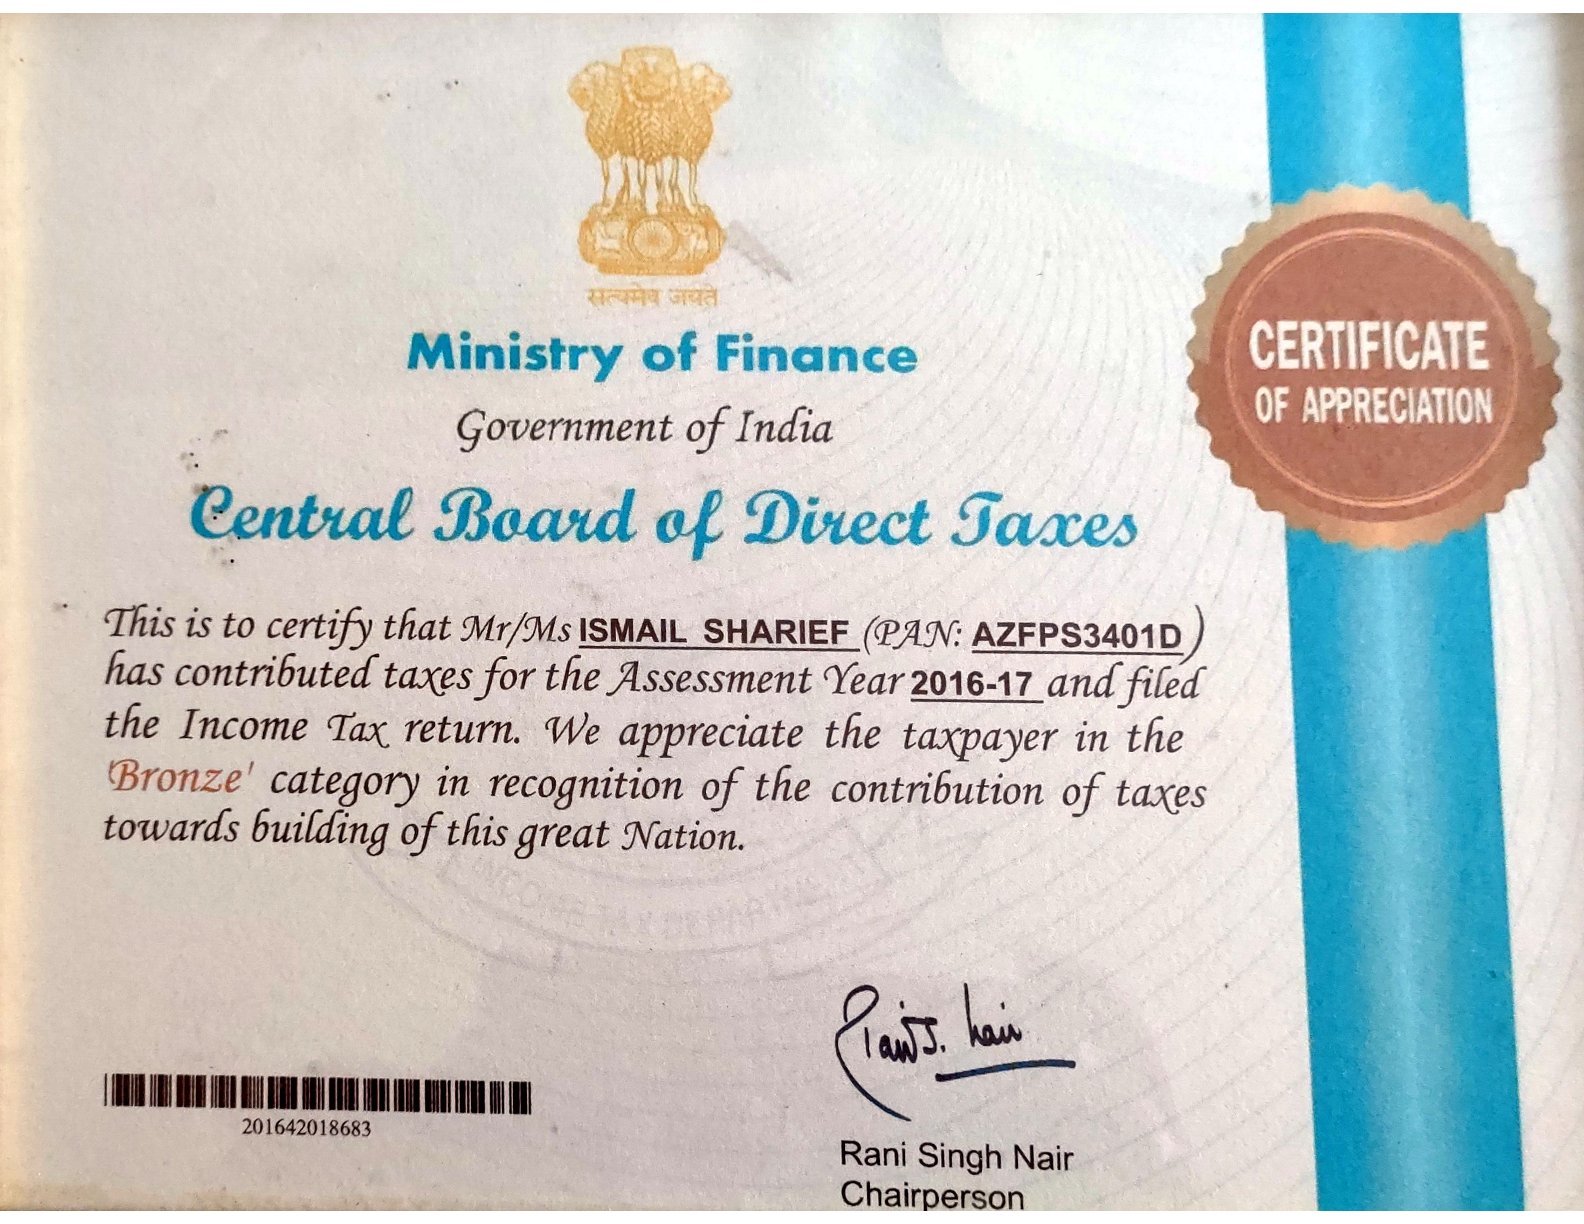 सत्यमेव जयते
Ministry of Finance
Government of India
Central Board of Direct Taxes
CERTIFICATE
OF APPRECIATION
This is to certify that Mr/Ms ISMAIL SHARIEF (PAN: AZFPS3401D)
has contributed taxes for the Assessment Year 2016-17 and filed
the Income Tax return. We appreciate the taxpayer in the
'Bronze' category in recognition of the contribution of taxes
towards building of this great Nation.
201642018683
Rani Singh Nair
Chairperson